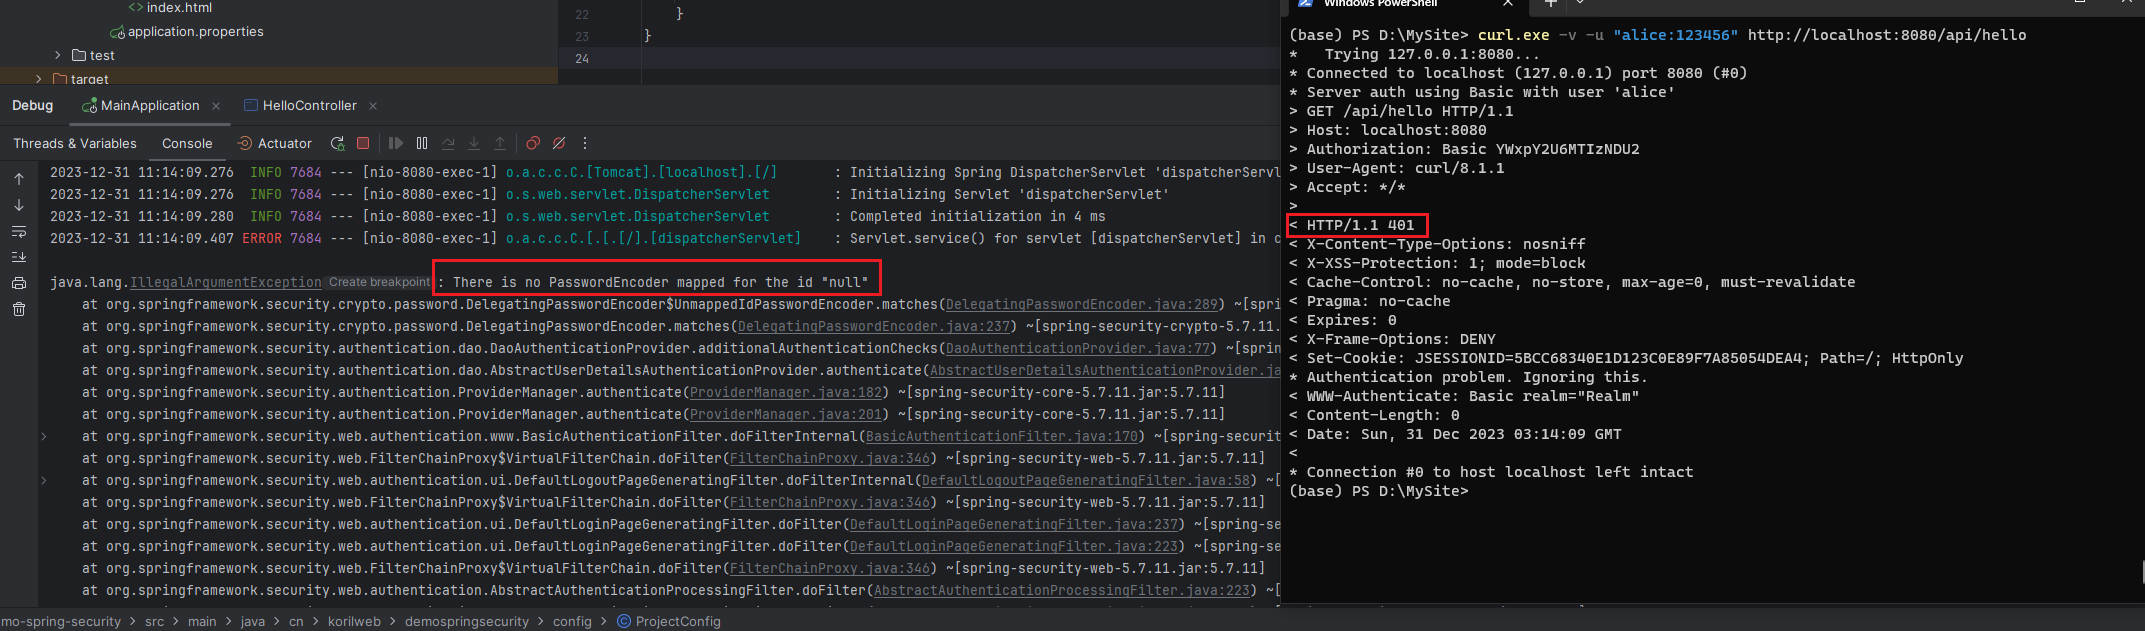 index.html
application.properties
test
target
22 }
23 }
24
Debug MainApplication HelloController
Threads & Variables Console Actuator
2023-12-31 11:14:09.276 INFO 7684 --- [nio-8080-exec-1] o.a.c.c.C.[Tomcat].[localhost].[/] : Initializing Spring DispatcherServlet 'dispatcherServl
2023-12-31 11:14:09.276 INFO 7684 --- [nio-8080-exec-1] o.s.web.servlet.DispatcherServlet : Initializing Servlet 'dispatcherServlet'
2023-12-31 11:14:09.280 INFO 7684 --- [nio-8080-exec-1] o.s.web.servlet.DispatcherServlet : Completed initialization in 4 ms
2023-12-31 11:14:09.407 ERROR 7684 --- [nio-8080-exec-1] o.a.c.c.C.[.[.[/].[dispatcherServlet] : Servlet.service() for servlet [dispatcherServlet] in c
java.lang.IllegalArgumentException Create breakpoint : There is no PasswordEncoder mapped for the id "null"
at org.springframework.security.crypto.password.DelegatingPasswordEncoder$UnmappedIdPasswordEncoder.matches(DelegatingPasswordEncoder.java:289) ~[spri
at org.springframework.security.crypto.password.DelegatingPasswordEncoder.matches(DelegatingPasswordEncoder.java:237) ~[spring-security-crypto-5.7.11.
at org.springframework.security.authentication.dao.DaoAuthenticationProvider.additionalAuthenticationChecks(DaoAuthenticationProvider.java:77) ~[sprin
at org.springframework.security.authentication.dao.AbstractUserDetailsAuthenticationProvider.authenticate(AbstractUserDetailsAuthenticationProvider.ja
at org.springframework.security.authentication.ProviderManager.authenticate(ProviderManager.java:182) ~[spring-security-core-5.7.11.jar:5.7.11]
at org.springframework.security.authentication.ProviderManager.authenticate(ProviderManager.java:201) ~[spring-security-core-5.7.11.jar:5.7.11]
at org.springframework.security.web.authentication.www.BasicAuthenticationFilter.doFilterInternal(BasicAuthenticationFilter.java:170) ~[spring-securit
at org.springframework.security.web.FilterChainProxy$VirtualFilterChain.doFilter(FilterChainProxy.java:346) ~[spring-security-web-5.7.11.jar:5.7.11]
at org.springframework.security.web.authentication.ui.DefaultLogoutPageGeneratingFilter.doFilterInternal(DefaultLogoutPageGeneratingFilter.java:58) ~[
at org.springframework.security.web.FilterChainProxy$VirtualFilterChain.doFilter(FilterChainProxy.java:346) ~[spring-security-web-5.7.11.jar:5.7.11]
at org.springframework.security.web.authentication.ui.DefaultLoginPageGeneratingFilter.doFilter(DefaultLoginPageGeneratingFilter.java:237) ~[spring-se
at org.springframework.security.web.authentication.ui.DefaultLoginPageGeneratingFilter.doFilter(DefaultLoginPageGeneratingFilter.java:223) ~[spring-se
at org.springframework.security.web.FilterChainProxy$VirtualFilterChain.doFilter(FilterChainProxy.java:346) ~[spring-security-web-5.7.11.jar:5.7.11]
at org.springframework.security.web.authentication.AbstractAuthenticationProcessingFilter.doFilter(AbstractAuthenticationProcessingFilter.java:223) ~[
mo-spring-security > src > main > java > cn > korilweb > demospringsecurity > config > ProjectConfig
Windows PowerShell
(base) PS D:\MySite> curl.exe -v -u "alice:123456" http://localhost:8080/api/hello
* Trying 127.0.0.1:8080...
* Connected to localhost (127.0.0.1) port 8080 (#0)
* Server auth using Basic with user 'alice'
> GET /api/hello HTTP/1.1
> Host: localhost:8080
> Authorization: Basic YWxpY2U6MTIzNDU2
> User-Agent: curl/8.1.1
> Accept: */*
>
< HTTP/1.1 401
< X-Content-Type-Options: nosniff
< X-XSS-Protection: 1; mode=block
< Cache-Control: no-cache, no-store, max-age=0, must-revalidate
< Pragma: no-cache
< Expires: 0
< X-Frame-Options: DENY
< Set-Cookie: JSESSIONID=5BCC68340E1D123C0E89F7A85054DEA4; Path=/; HttpOnly
* Authentication problem. Ignoring this.
< WWW-Authenticate: Basic realm="Realm"
< Content-Length: 0
< Date: Sun, 31 Dec 2023 03:14:09 GMT
<
* Connection #0 to host localhost left intact
(base) PS D:\MySite>